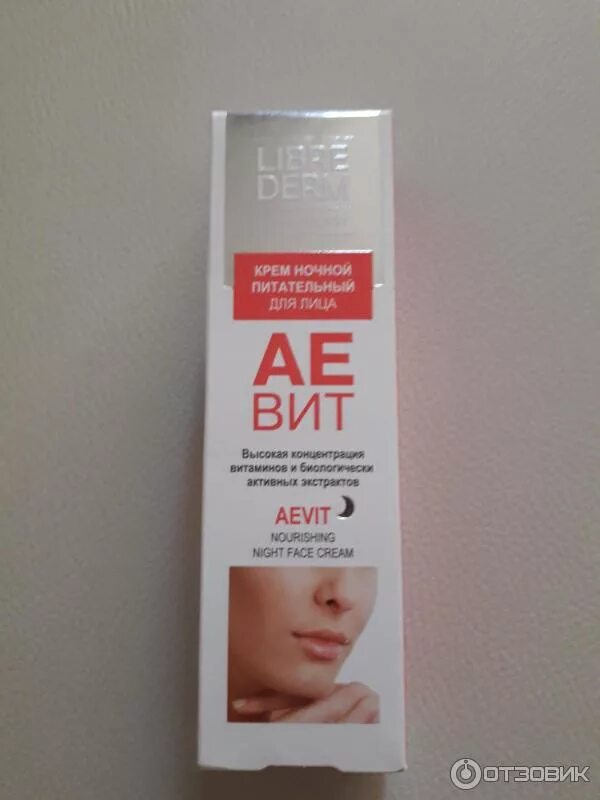 LIBRE
DERM
КРЕМ НОЧНОЙ
ПИТАТЕЛЬНЫЙ
ДЛЯ ЛИЦА
АЕ
ВИТ
Высокая концентрация
витаминов и биологически
активных экстрактов
AEVIT
NOURISHING
NIGHT FACE CREAM
ОТЗОВИК